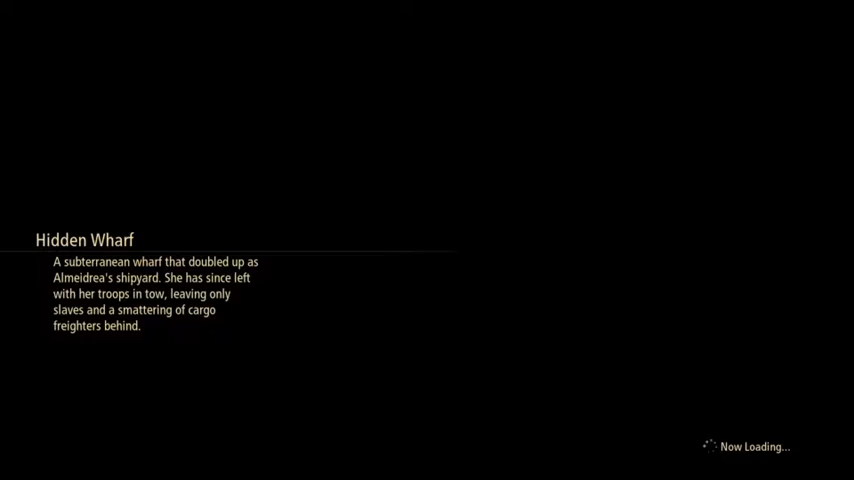 Hidden Wharf
A subterranean wharf that doubled up as
Almeidrea's shipyard. She has since left
with her troops in tow, leaving only
slaves and a smattering of cargo
freighters behind.
Now Loading...